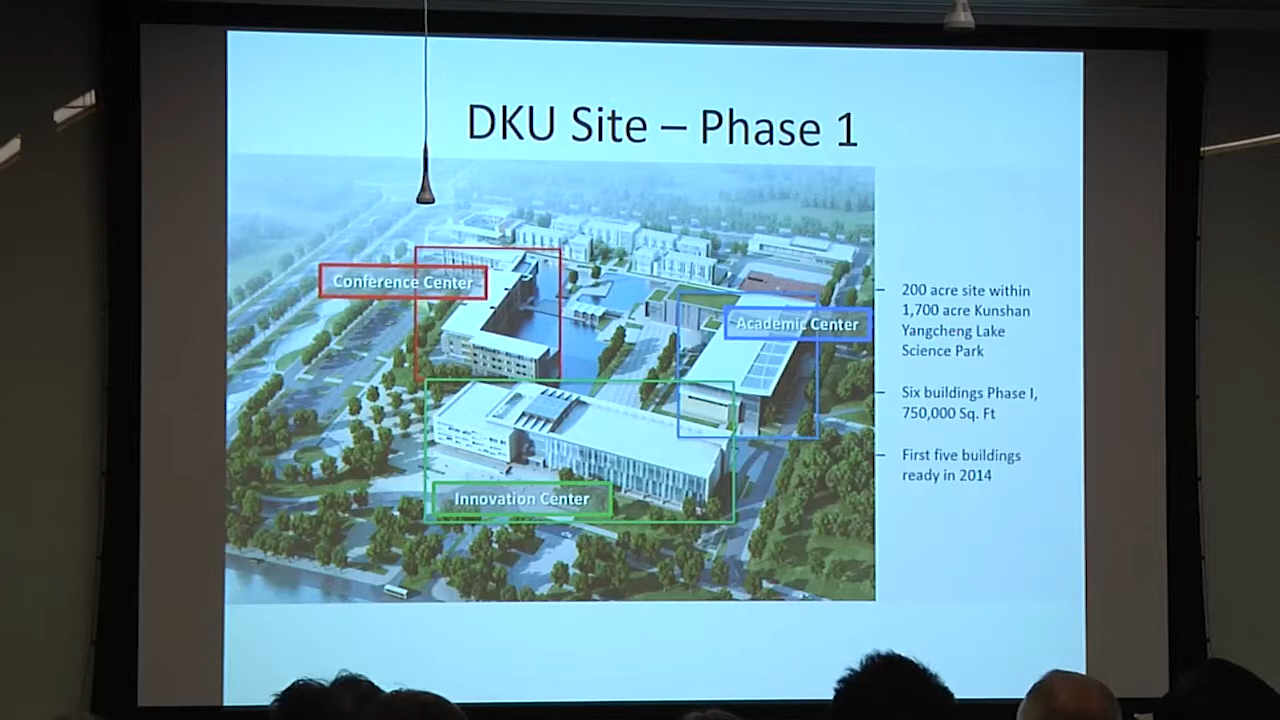 DKU Site – Phase 1
Conference Center
Academic Center
Innovation Center
– 200 acre site within
1,700 acre Kunshan
Yangcheng Lake
Science Park
– Six buildings Phase I,
750,000 Sq. Ft
– First five buildings
ready in 2014